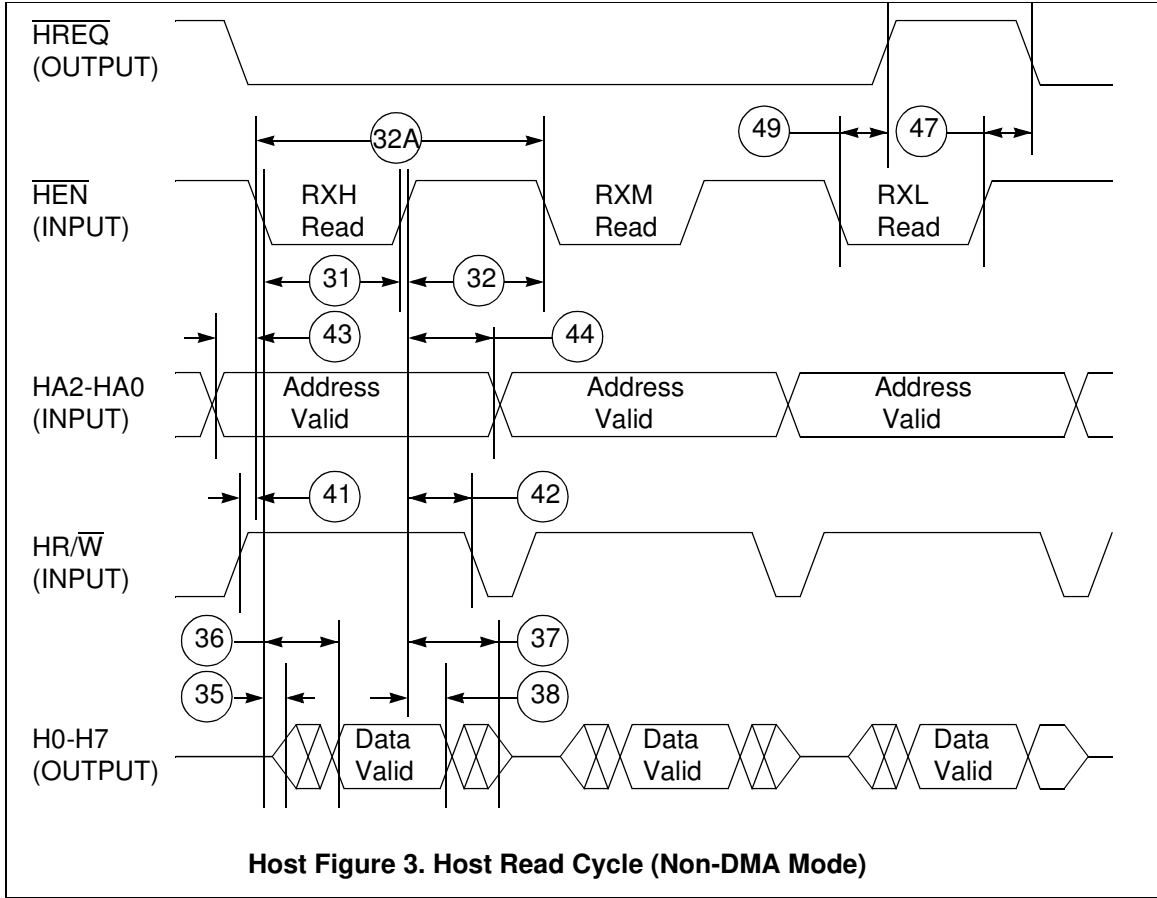 HREQ
(OUTPUT)
49
47
32A
HEN
(INPUT)
RXH
Read
RXM
Read
RXL
Read
31
32
43
44
HA2-HA0
(INPUT)
Address
Valid
Address
Valid
Address
Valid
41
42
HR/W
(INPUT)
36
37
35
38
H0-H7
(OUTPUT)
Data
Valid
Data
Valid
Data
Valid
Host Figure 3. Host Read Cycle (Non-DMA Mode)